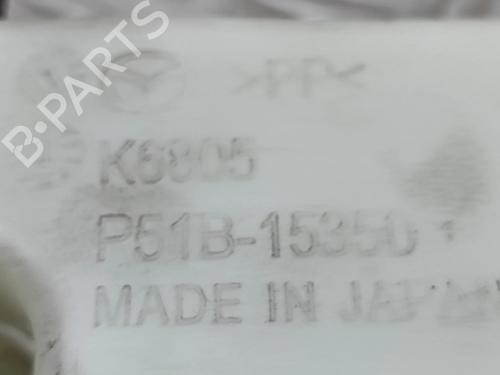 B-PARTS
>PP<
K6805
P51B-15350
MADE IN JAPAN